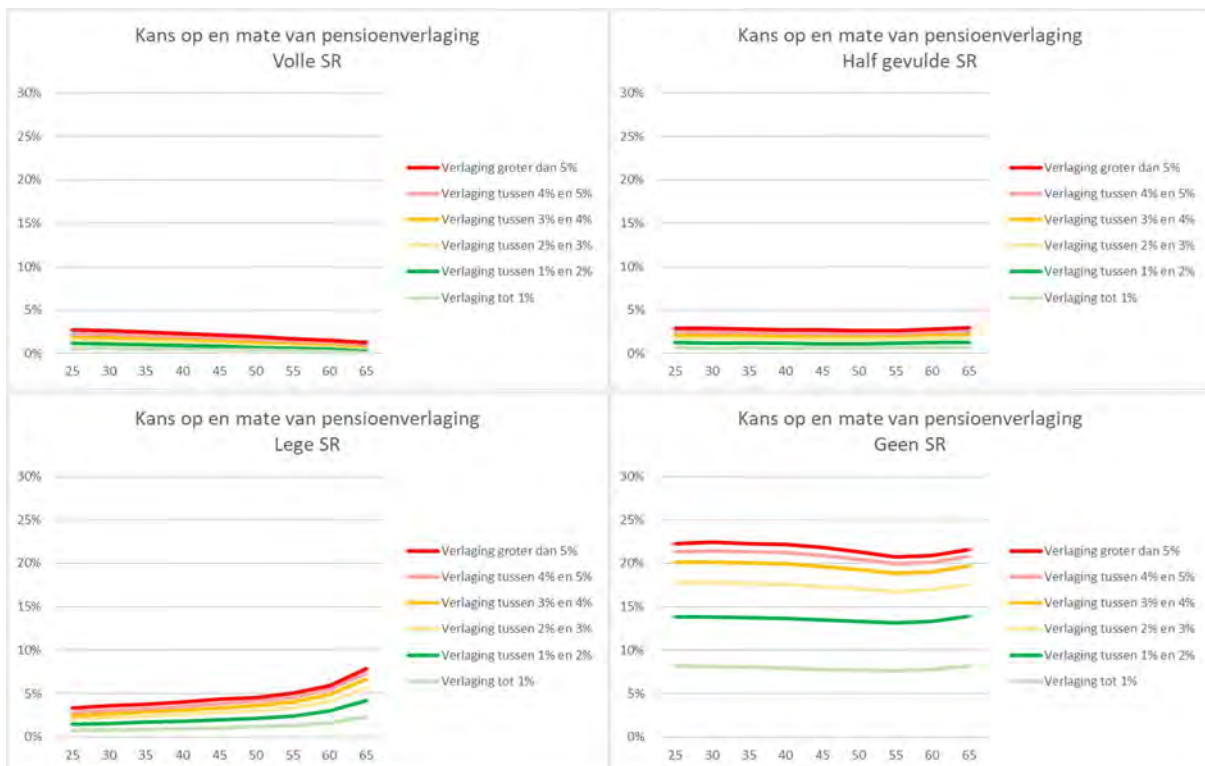 Kans op en mate van pensioenverlaging
Volle SR
30%
25%
20%
15%
10%
5%
0%
25 30 35 40 45 50 55 60 65
Verlaging groter dan 5%
Verlaging tussen 4% en 5%
Verlaging tussen 3% en 4%
Verlaging tussen 2% en 3%
Verlaging tussen 1% en 2%
Verlaging tot 1%
Kans op en mate van pensioenverlaging
Half gevulde SR
30%
25%
20%
15%
10%
5%
0%
25 30 35 40 45 50 55 60 65
Verlaging groter dan 5%
Verlaging tussen 4% en 5%
Verlaging tussen 3% en 4%
Verlaging tussen 2% en 3%
Verlaging tussen 1% en 2%
Verlaging tot 1%
Kans op en mate van pensioenverlaging
Lege SR
30%
25%
20%
15%
10%
5%
0%
25 30 35 40 45 50 55 60 65
Verlaging groter dan 5%
Verlaging tussen 4% en 5%
Verlaging tussen 3% en 4%
Verlaging tussen 2% en 3%
Verlaging tussen 1% en 2%
Verlaging tot 1%
Kans op en mate van pensioenverlaging
Geen SR
30%
25%
20%
15%
10%
5%
0%
25 30 35 40 45 50 55 60 65
Verlaging groter dan 5%
Verlaging tussen 4% en 5%
Verlaging tussen 3% en 4%
Verlaging tussen 2% en 3%
Verlaging tussen 1% en 2%
Verlaging tot 1%